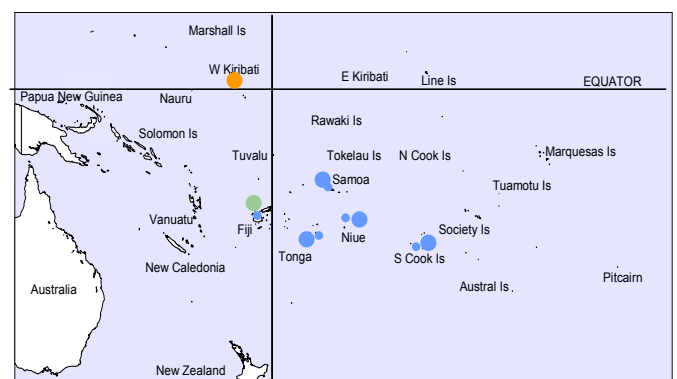 Marshall Is
W Kiribati
E Kiribati
Line Is
EQUATOR
Papua New Guinea
Nauru
Rawaki Is
Solomon Is
Tuvalu
Tokelau Is
N Cook Is
Marquesas Is
Samoa
Tuamotu Is
Vanuatu
Fiji
Niue
Society Is
Tonga
S Cook Is
New Caledonia
Pitcairn
Australia
Austral Is
New Zealand